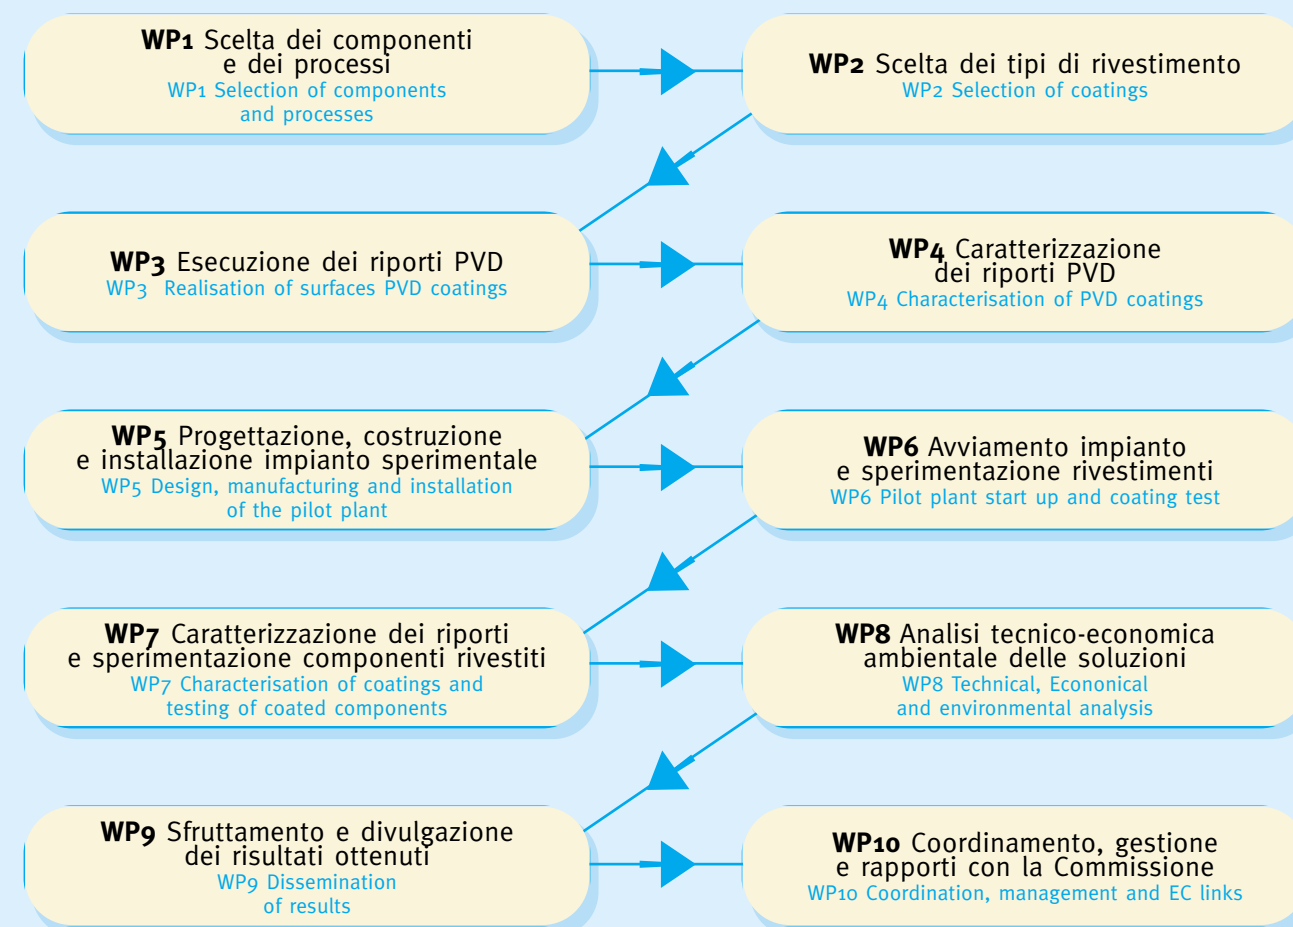 WP1 Scelta dei componenti
e dei processi
WP1 Selection of components
and processes
WP2 Scelta dei tipi di rivestimento
WP2 Selection of coatings
WP3 Esecuzione dei riporti PVD
WP3 Realisation of surfaces PVD coatings
WP4 Caratterizzazione
dei riporti PVD
WP4 Characterisation of PVD coatings
WP5 Progettazione, costruzione
e installazione impianto sperimentale
WP5 Design, manufacturing and installation
of the pilot plant
WP6 Avviamento impianto
e sperimentazione rivestimenti
WP6 Pilot plant start up and coating test
WP7 Caratterizzazione dei riporti
e sperimentazione componenti rivestiti
WP7 Characterisation of coatings and
testing of coated components
WP8 Analisi tecnico-economica
ambientale delle soluzioni
WP8 Technical, Econonical
and environmental analysis
WP9 Sfruttamento e divulgazione
dei risultati ottenuti
WP9 Dissemination
of results
WP10 Coordinamento, gestione
e rapporti con la Commissione
WP10 Coordination, management and EC links